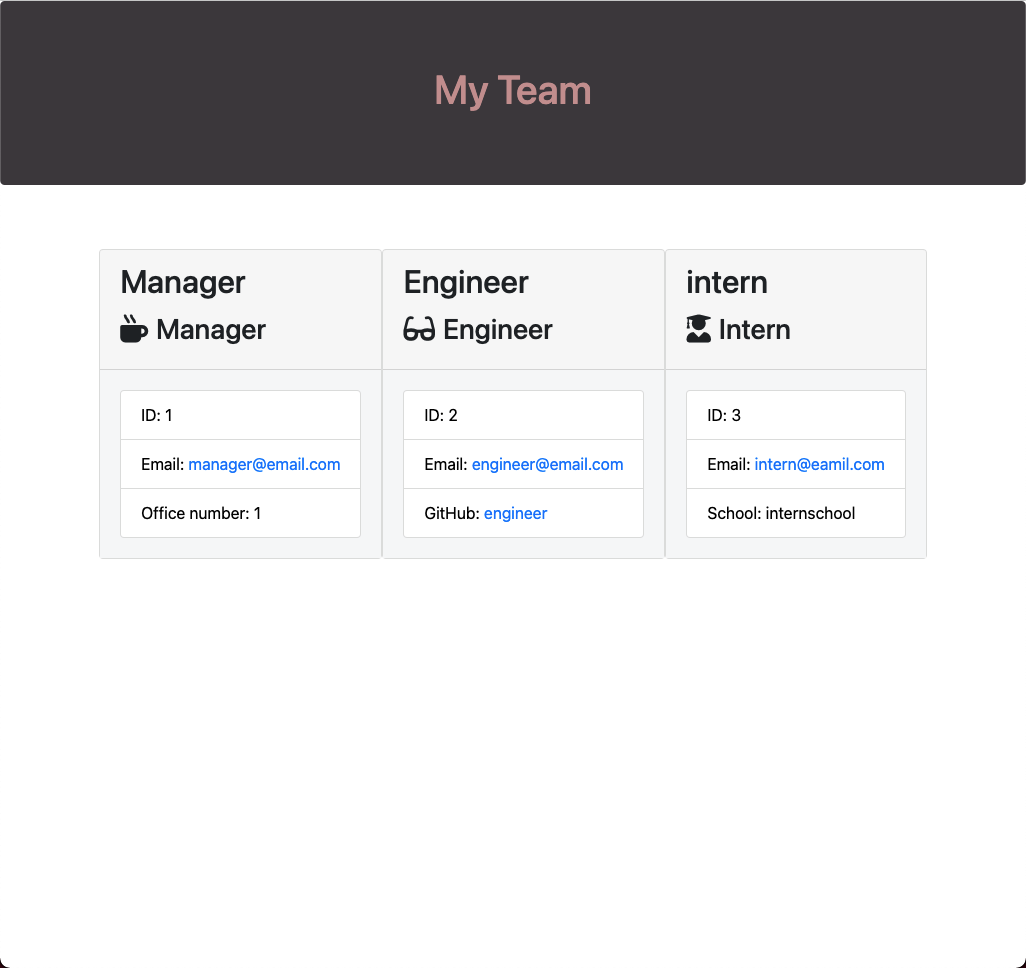 My Team
Manager
Manager
ID: 1
Email: manager@email.com
Office number: 1
Engineer
Engineer
ID: 2
Email: engineer@email.com
GitHub: engineer
intern
Intern
ID: 3
Email: intern@eamil.com
School: internschool